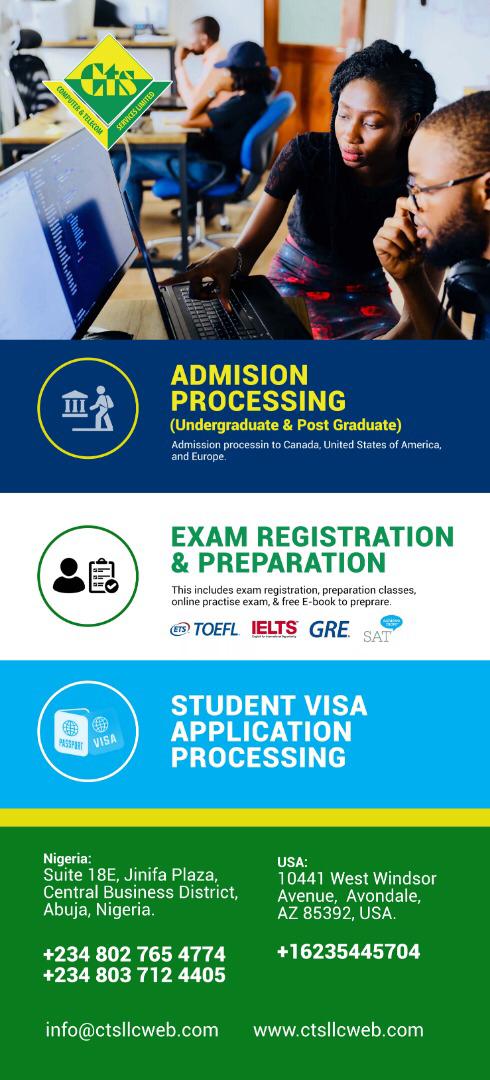 Cts
COMPUTER & TELECOM
SERVICES LIMITED
ADMISION
PROCESSING
(Undergraduate & Post Graduate)
Admission processin to Canada, United States of America,
and Europe.
EXAM REGISTRATION
& PREPARATION
This includes exam registration, preparation classes,
online practise exam, & free E-book to preprare.
ETS TOEFL. IELTS GRE. SAT
STUDENT VISA
APPLICATION
PROCESSING
PASSPORT VISA
Nigeria:
Suite 18E, Jinifa Plaza,
Central Business District,
Abuja, Nigeria.
+234 802 765 4774
+234 803 712 4405
USA:
10441 West Windsor
Avenue, Avondale,
AZ 85392, USA.
+16235445704
info@ctsllcweb.com www.ctsllcweb.com